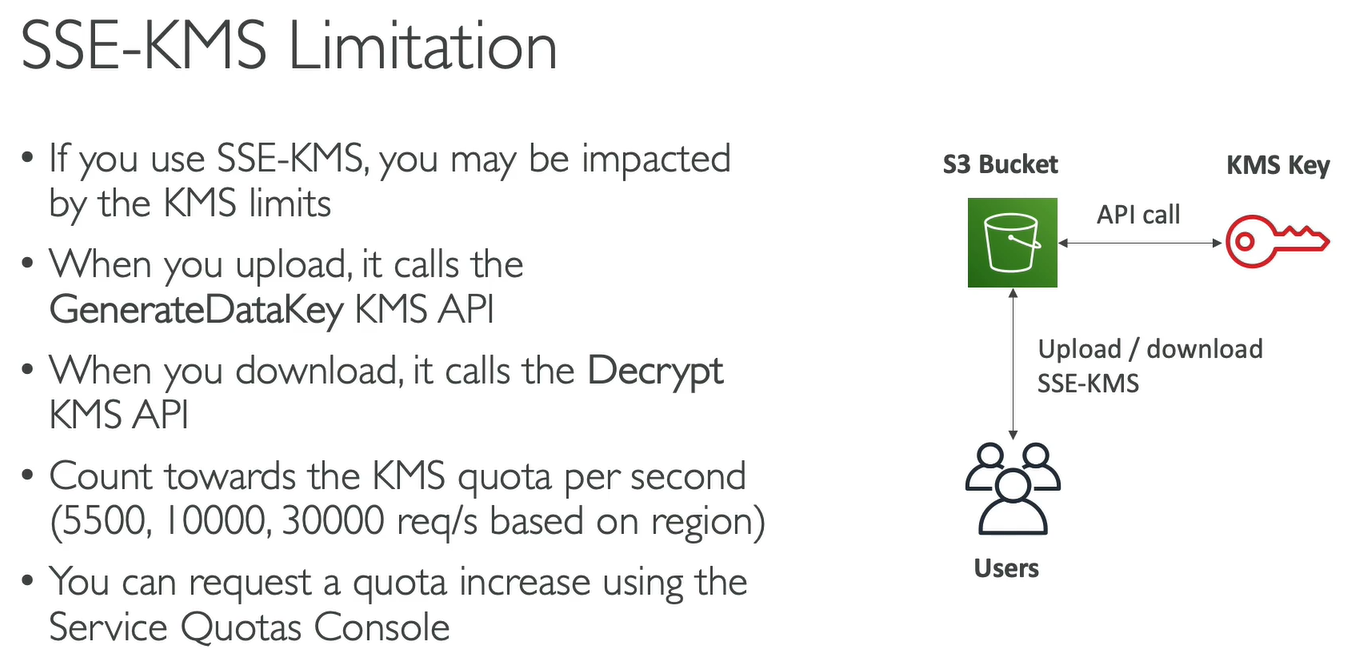 SSE-KMS Limitation
• If you use SSE-KMS, you may be impacted
by the KMS limits
• When you upload, it calls the
GenerateDataKey KMS API
• When you download, it calls the Decrypt
KMS API
• Count towards the KMS quota per second
(5500, 10000, 30000 req/s based on region)
• You can request a quota increase using the
Service Quotas Console
S3 Bucket
KMS Key
API call
Upload / download
SSE-KMS
Users